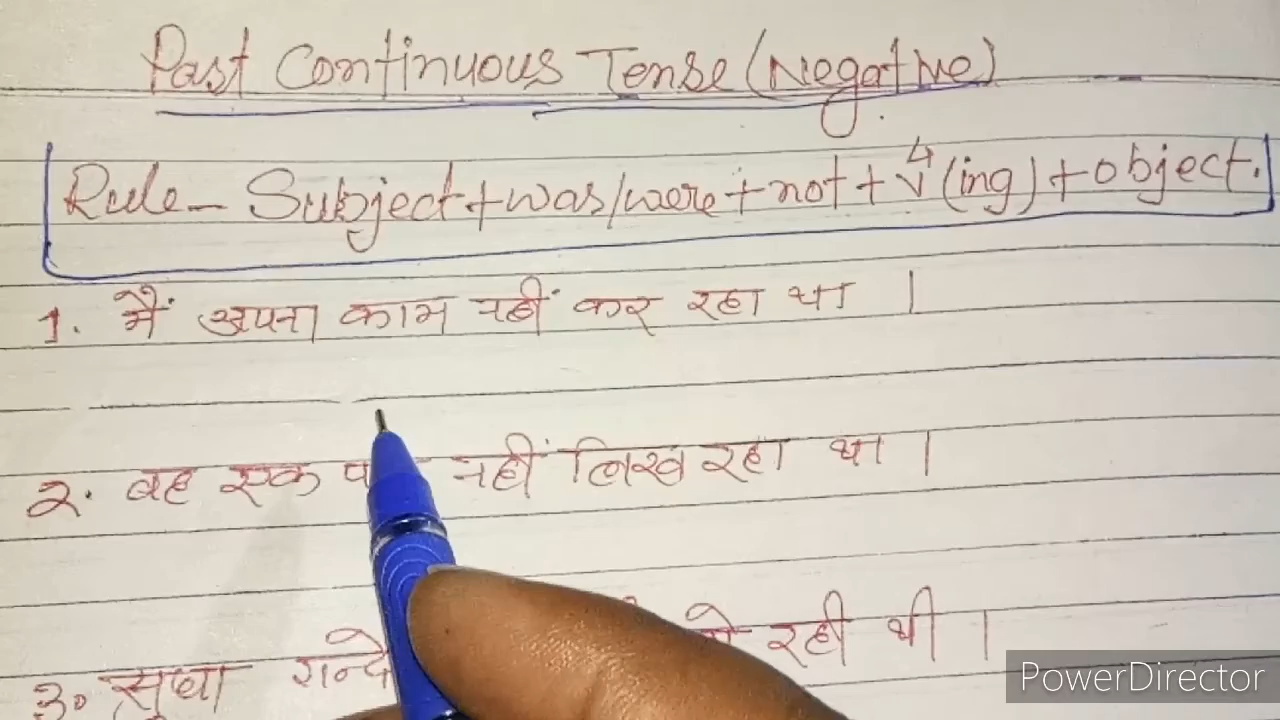 Past Continuous Tense (Negative)
Rule - Subject + was/were + not + V4 (ing) + object.
1. मैं अपना काम नहीं कर रहा था ।
2. वह एक नहीं लिख रहा था ।
3. सुधा गन्दे रही थी ।
PowerDirector